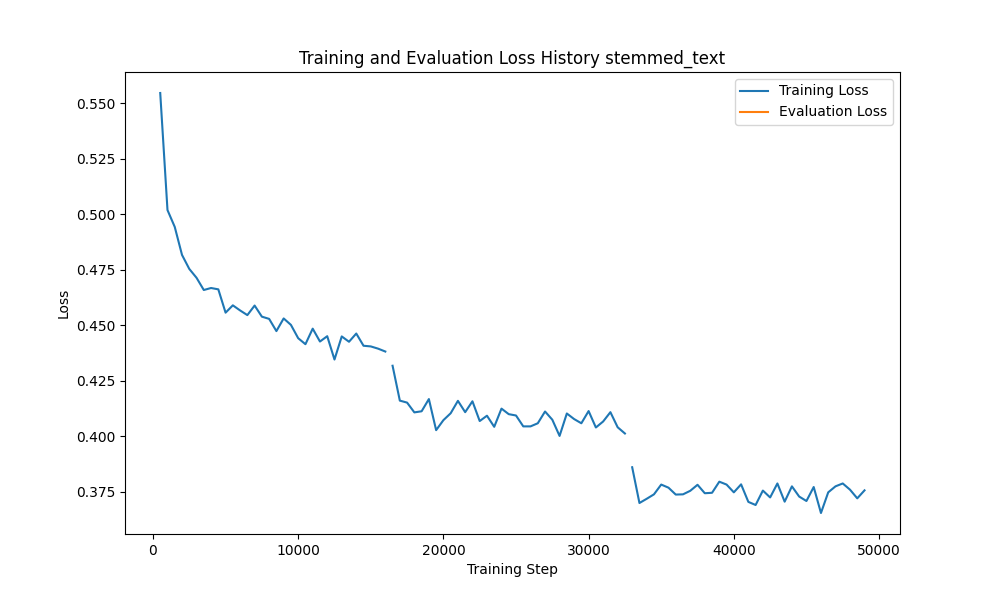 Training and Evaluation Loss History stemmed_text
Training Loss
Evaluation Loss
0.550
0.525
0.500
0.475
0.450
0.425
0.400
0.375
Loss
0
10000
20000
30000
40000
50000
Training Step